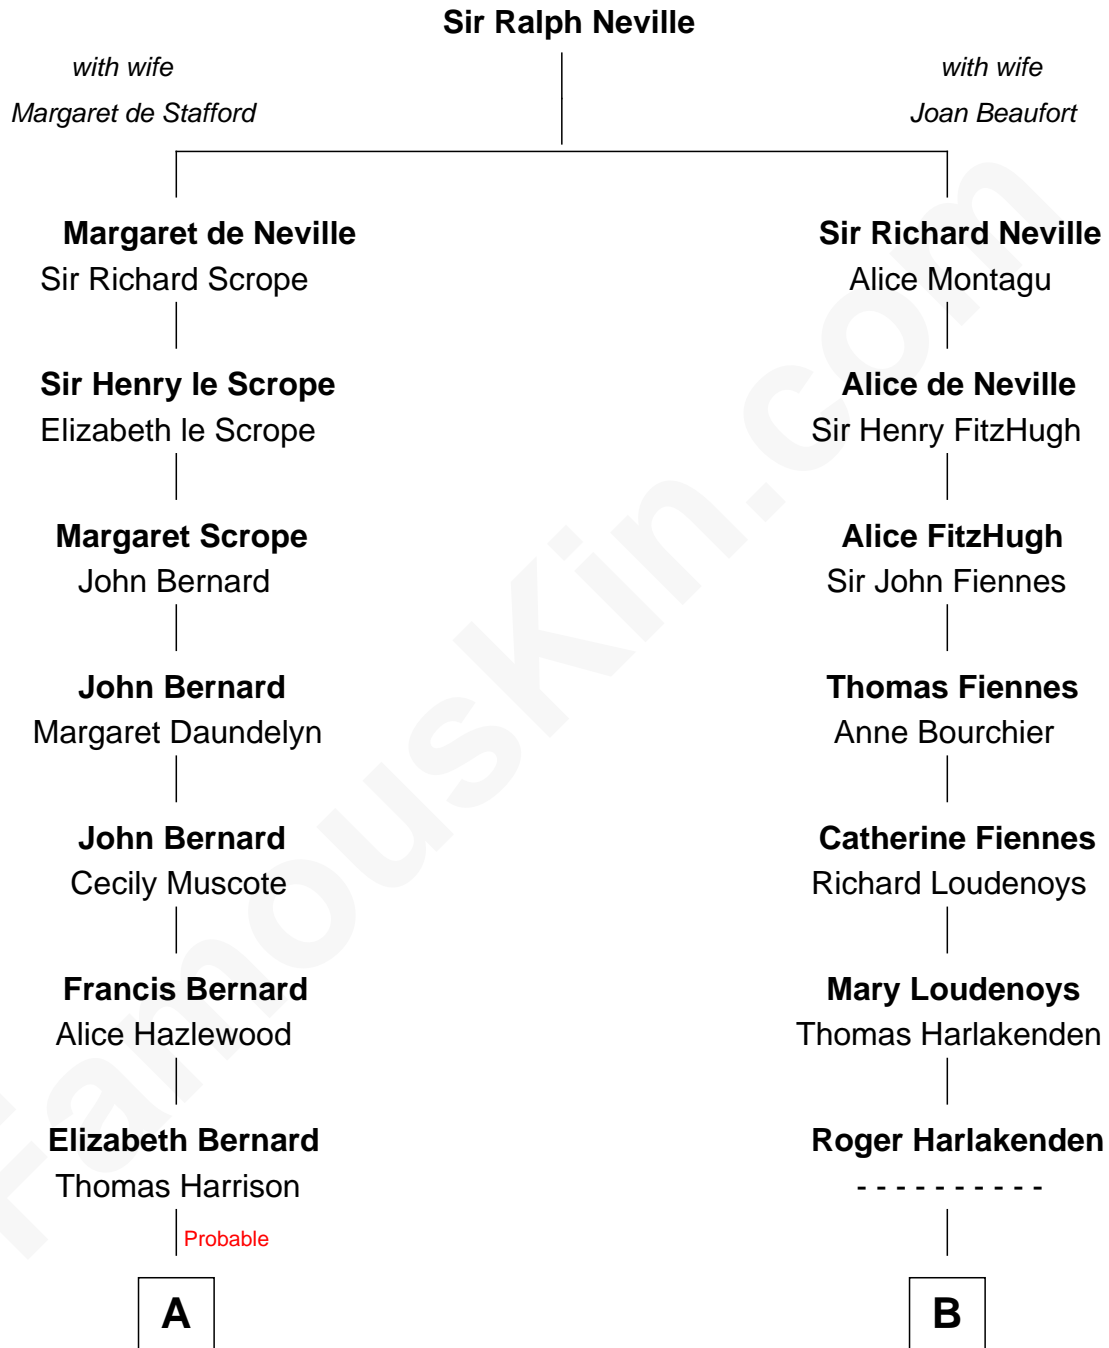 Sir Ralph Neville
with wife
Margaret de Stafford
with wife
Joan Beaufort
Margaret de Neville
Sir Richard Scrope
Sir Richard Neville
Alice Montagu
Sir Henry le Scrope
Elizabeth le Scrope
Alice de Neville
Sir Henry FitzHugh
Margaret Scrope
John Bernard
Alice FitzHugh
Sir John Fiennes
John Bernard
Margaret Daundelyn
Thomas Fiennes
Anne Bourchier
John Bernard
Cecily Muscote
Catherine Fiennes
Richard Loudenoys
Francis Bernard
Alice Hazlewood
Mary Loudenoys
Thomas Harlakenden
Elizabeth Bernard
Thomas Harrison
Roger Harlakenden
- - - - - - - - - -
Probable
A
B
FamousKin.com